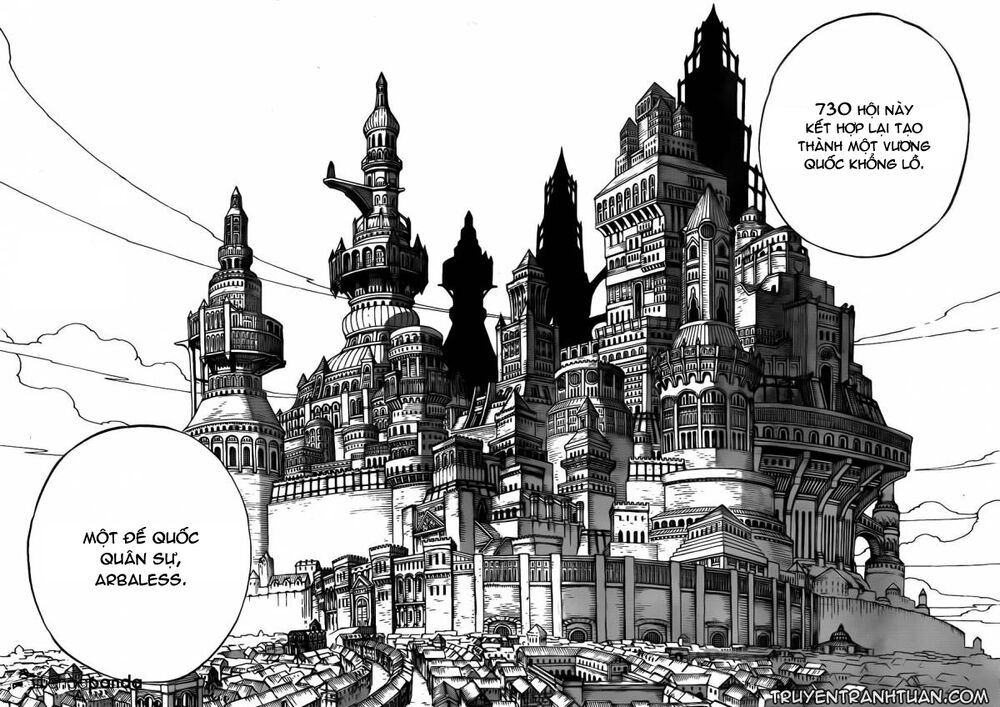 730 HỘI NÀY
KẾT HỢP LẠI TẠO
THÀNH MỘT VƯƠNG
QUỐC KHỔNG LỒ.
MỘT ĐẾ QUỐC
QUÂN SỰ,
ARBALESS.
panda
TRUYENTRANHTUAN.COM